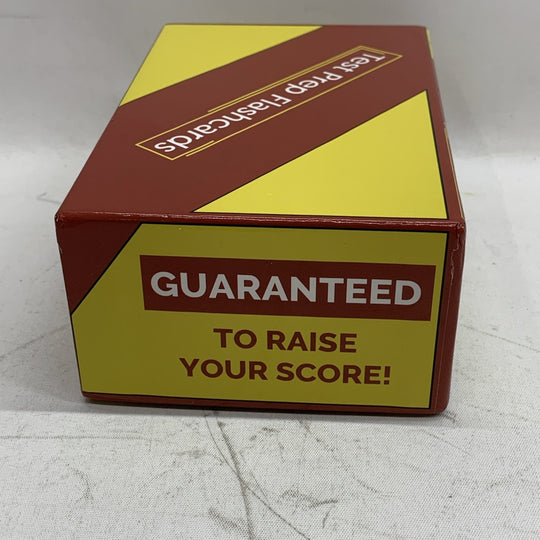 Test Prep Flashcards
GUARANTEED
TO RAISE
YOUR SCORE!